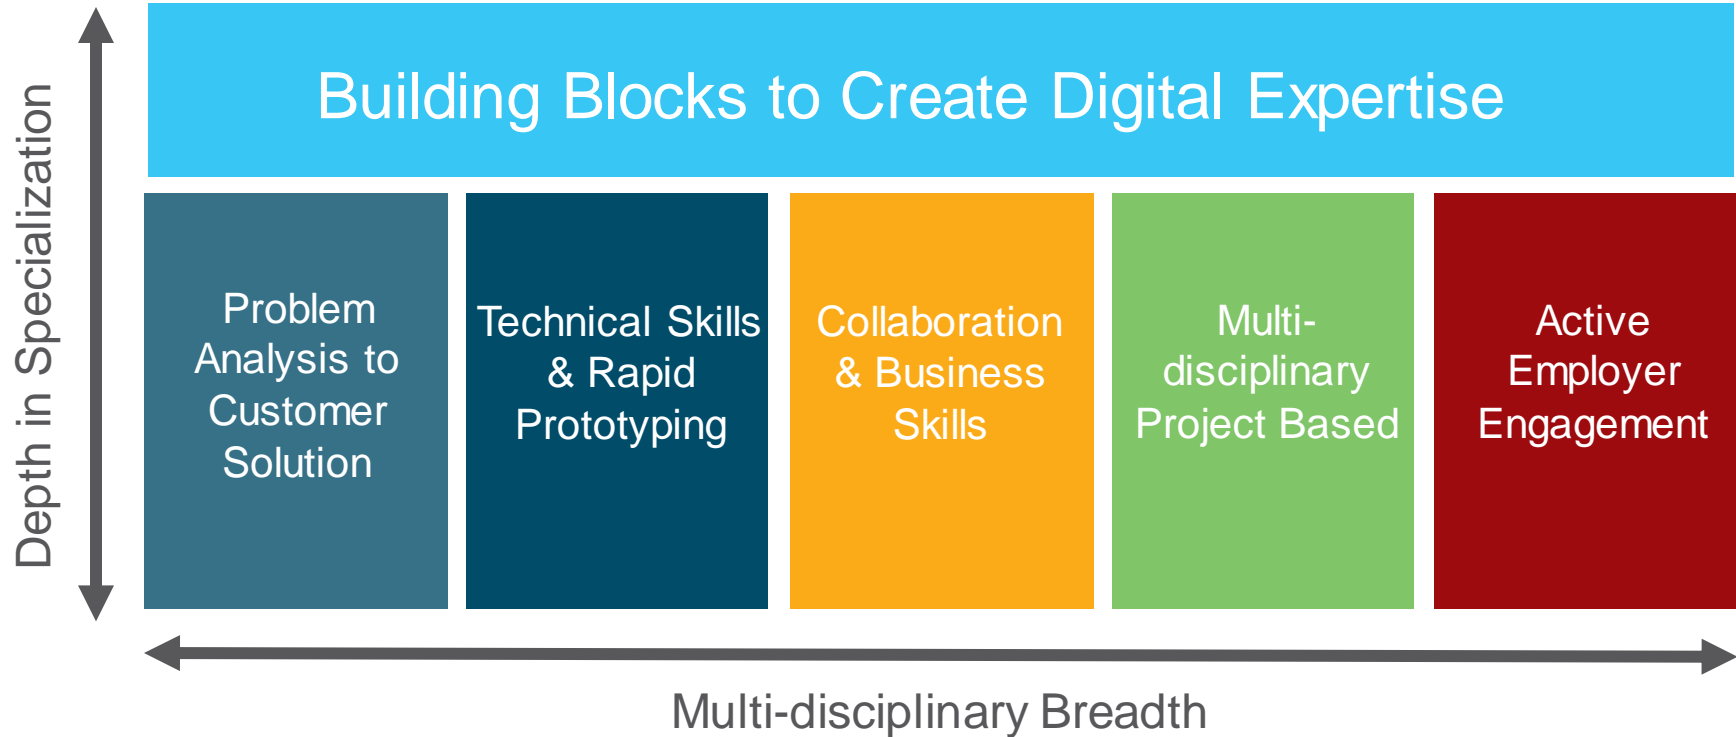 Building Blocks to Create Digital Expertise
Depth in Specialization
Problem
Analysis to
Customer
Solution
Technical Skills
& Rapid
Prototyping
Collaboration
& Business
Skills
Multi-
disciplinary
Project Based
Active
Employer
Engagement
Multi-disciplinary Breadth